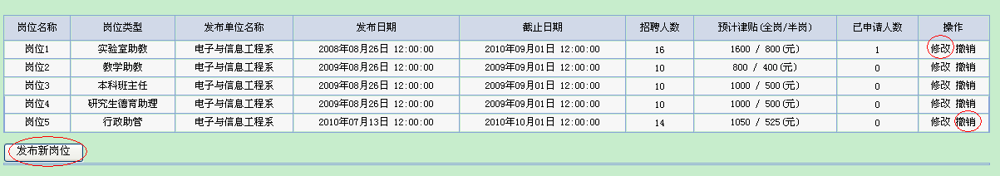 岗位名称 岗位类型 发布单位名称 发布日期 截止日期 招聘人数 预计津贴(全岗/半岗) 已申请人数 操作
岗位1 实验室助教 电子与信息工程系 2008年08月26日 12:00:00 2010年09月01日 12:00:00 16 1600 / 800(元) 1 修改 撤销
岗位2 教学助教 电子与信息工程系 2009年08月26日 12:00:00 2009年09月01日 12:00:00 10 800 / 400(元) 0 修改 撤销
岗位3 本科班主任 电子与信息工程系 2009年08月26日 12:00:00 2009年09月01日 12:00:00 10 1000 / 500(元) 0 修改 撤销
岗位4 研究生德育助理 电子与信息工程系 2009年08月26日 12:00:00 2009年09月01日 12:00:00 10 1000 / 500(元) 0 修改 撤销
岗位5 行政助管 电子与信息工程系 2010年07月13日 12:00:00 2010年10月01日 12:00:00 14 1050 / 525(元) 0 修改 撤销
发布新岗位